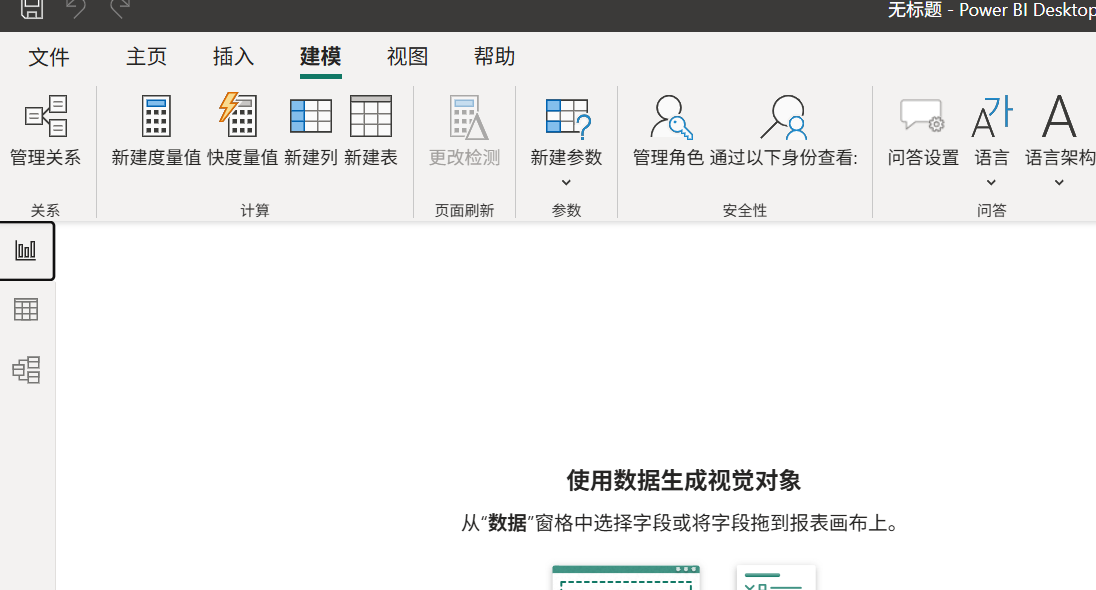 无标题 - Power BI Desktop
文件 主页 插入 建模 视图 帮助
管理关系 新建度量值 快度量值 新建列 新建表 更改检测 新建参数 管理角色 通过以下身份查看: 问答设置 语言 语言架构
关系 计算 页面刷新 参数 安全性 问答
使用数据生成视觉对象
从“数据”窗格中选择字段或将字段拖到报表画布上。